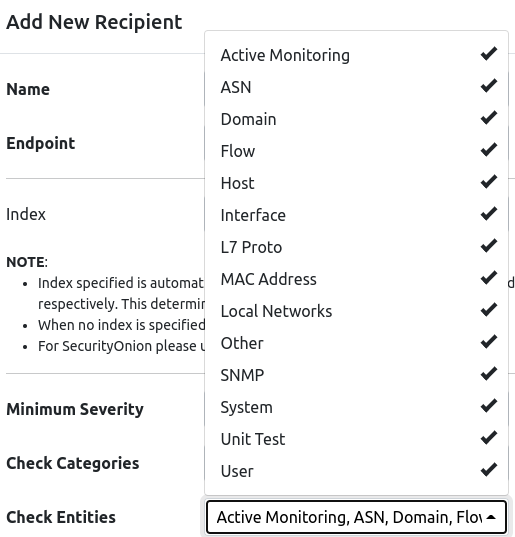 Add New Recipient
Name
Endpoint
Index
NOTE:
Index specified is automat
respectively. This determin
When no index is specified
For SecurityOnion please u
Minimum Severity
Check Categories
Check Entities
Active Monitoring
ASN
Domain
Flow
Host
Interface
L7 Proto
MAC Address
Local Networks
Other
SNMP
System
Unit Test
User
Active Monitoring, ASN, Domain, Flov